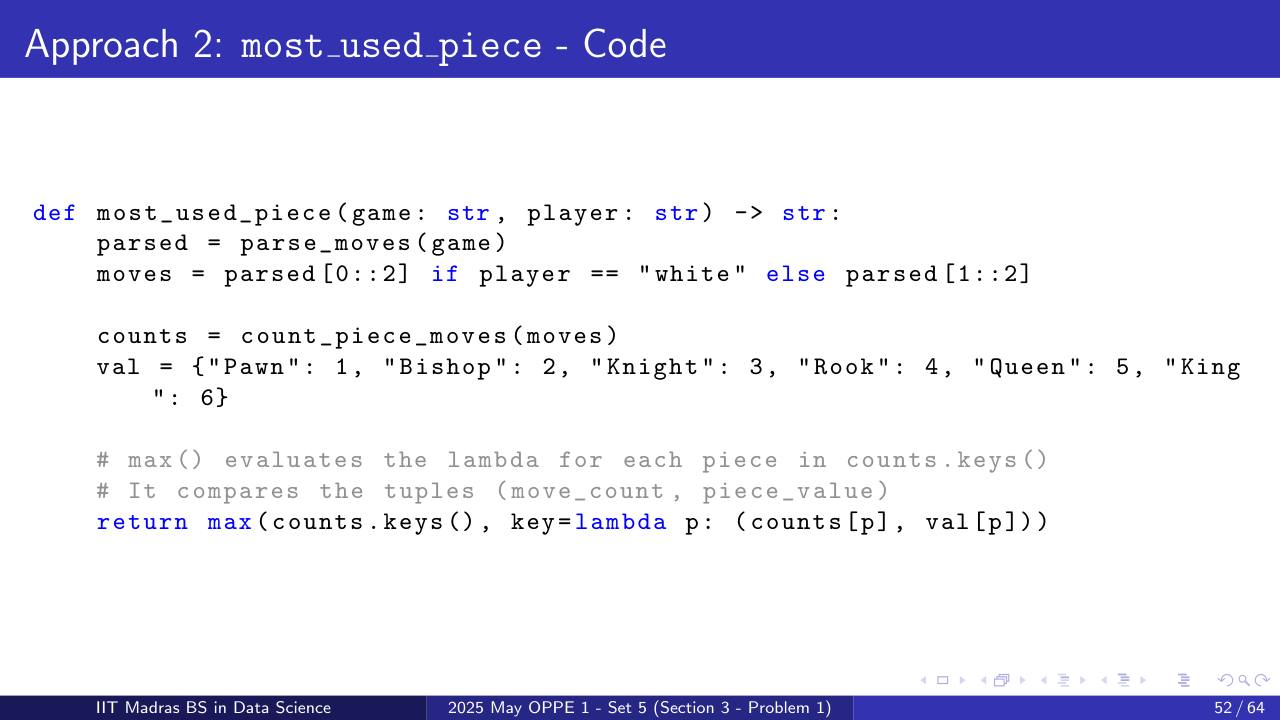 Approach 2: most_used_piece - Code
def most_used_piece(game: str, player: str) -> str:
    parsed = parse_moves(game)
    moves = parsed[0::2] if player == "white" else parsed[1::2]
    counts = count_piece_moves(moves)
    val = {"Pawn": 1, "Bishop": 2, "Knight": 3, "Rook": 4, "Queen": 5, "King
        ": 6}
    # max() evaluates the lambda for each piece in counts.keys()
    # It compares the tuples (move_count, piece_value)
    return max(counts.keys(), key=lambda p: (counts[p], val[p]))
IIT Madras BS in Data Science
2025 May OPPE 1 - Set 5 (Section 3 - Problem 1)
52 / 64